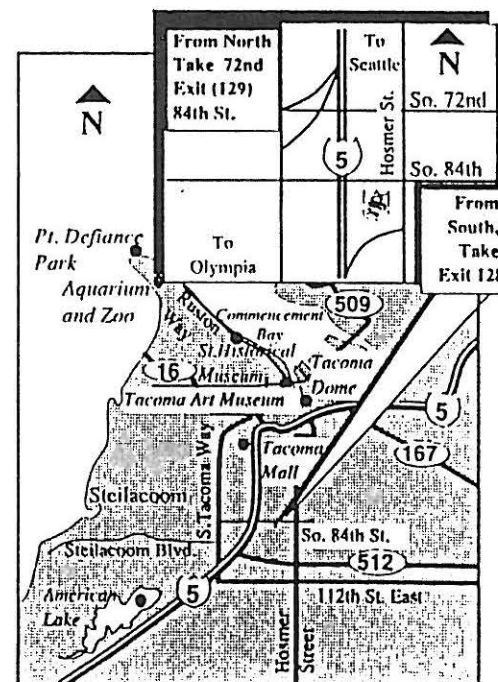 From North
Take 72nd
Exit (129)
84th St.
To
Seattle
N
So. 72nd
Hosmer St.
5
So. 84th
To
Olympia
From
South,
Take
Exit 128
N
Pt. Defiance
Park
Aquarium
and Zoo
Ruston
Way
Commencement
Bay
509
St. Historical
Museum
Tacoma
Dome
16
Tacoma Art Museum
5
167
S. Tacoma Way
Tacoma
Mall
Steilacoom
So. 84th St.
Steilacoom Blvd.
512
American
Lake
5
112th St. East
Hosmer
Street